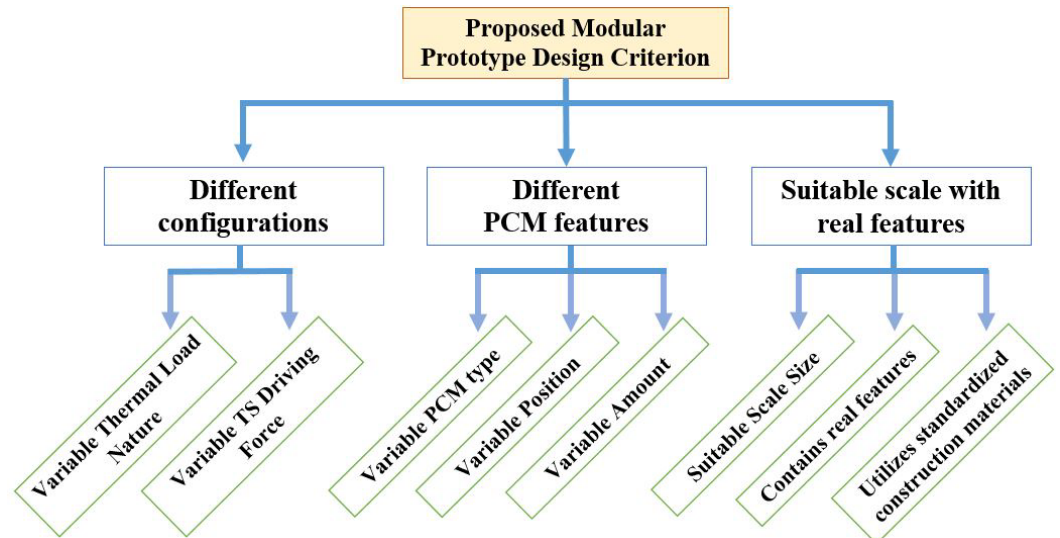 Proposed Modular
Prototype Design Criterion
Different
configurations
Different
PCM features
Suitable scale with
real features
Variable Thermal Load
Nature
Variable TS Driving
Force
Variable PCM type
Variable Position
Variable Amount
Suitable Scale Size
Contains real features
Utilizes standardized
construction materials